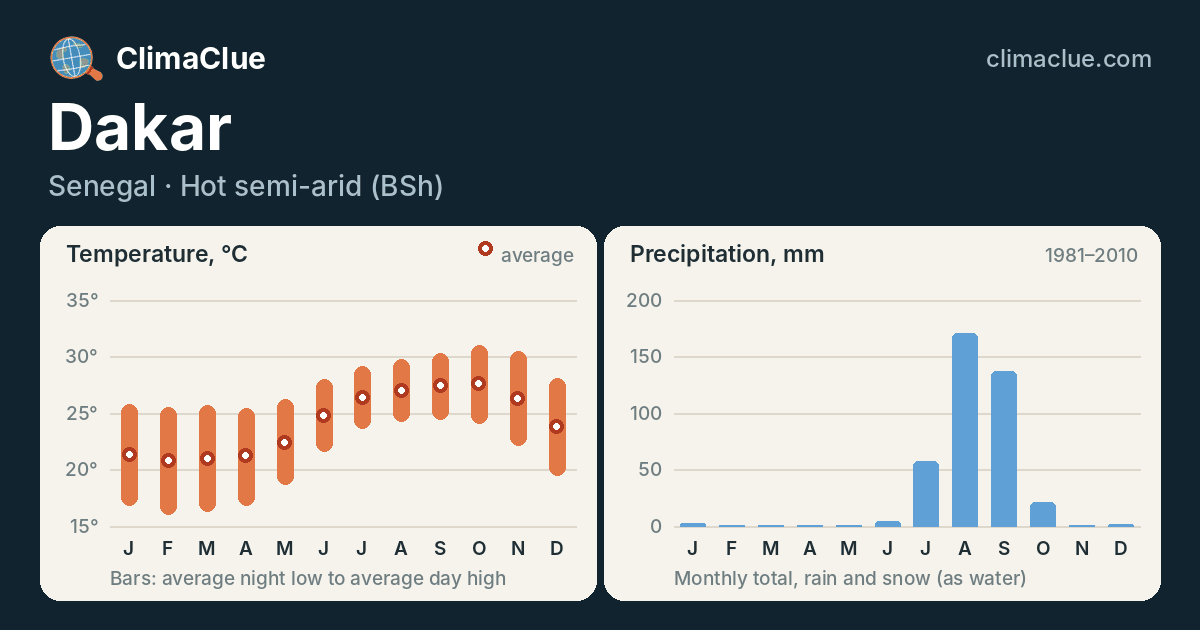 ClimaClue
climaclue.com
Dakar
Senegal · Hot semi-arid (BSh)
Temperature, °C
average
35°
30°
25°
20°
15°
J F M A M J J A S O N D
Bars: average night low to average day high
Precipitation, mm
1981–2010
200
150
100
50
0
J F M A M J J A S O N D
Monthly total, rain and snow (as water)